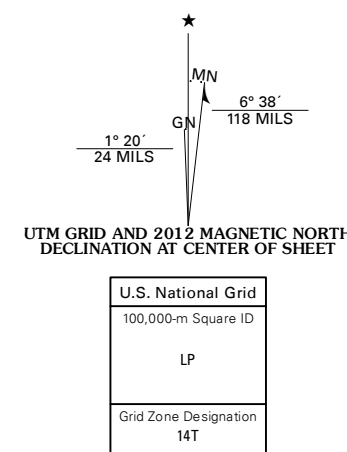 ★
MN
GN
6° 38´
118 MILS
1° 20´
24 MILS
UTM GRID AND 2012 MAGNETIC NORTH
DECLINATION AT CENTER OF SHEET
U.S. National Grid
100,000-m Square ID
LP
Grid Zone Designation
14T